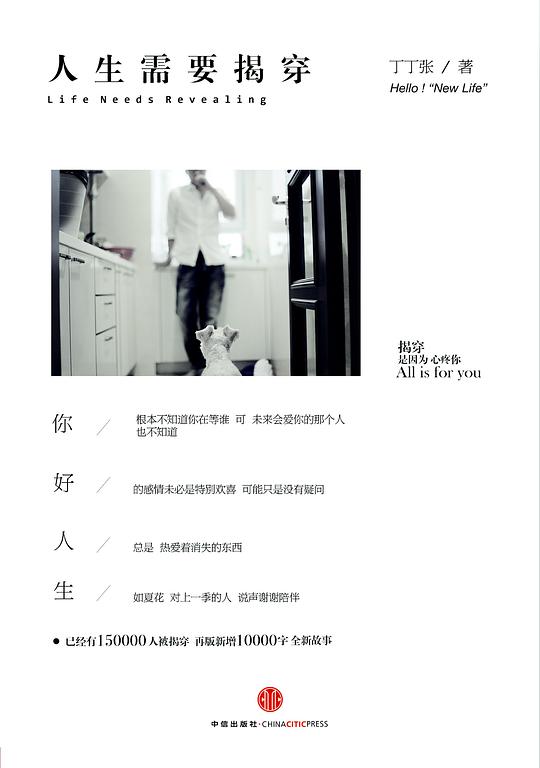 人生需要揭穿
Life Needs Revealing
丁丁张 / 著
Hello ! “New Life”
揭穿
是因为 心疼你
All is for you
你 / 根本不知道你在等谁 可 未来会爱你的那个人
也不知道
好 / 的感情未必是特别欢喜 可能只是没有疑问
人 / 总是 热爱着消失的东西
生 / 如夏花 对上一季的人 说声谢谢陪伴
● 已经有150000人被揭穿 再版新增10000字 全新故事
中信出版社·CHINACITICPRESS